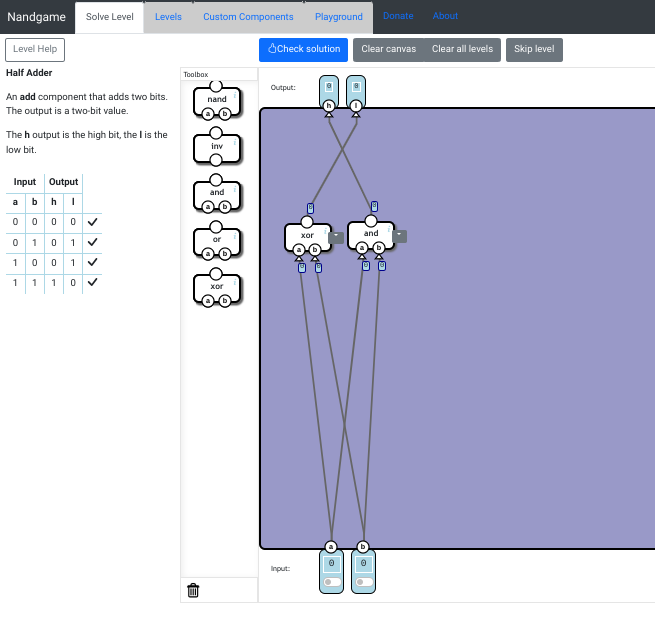 Nandgame
Solve Level
Levels
Custom Components
Playground
Donate
About
Level Help
Check solution
Clear canvas
Clear all levels
Skip level
Half Adder
An add component that adds two bits.
The output is a two-bit value.
The h output is the high bit, the l is the
low bit.
Input Output
a b h l
0 0 0 0
0 1 0 1
1 0 0 1
1 1 1 0
Toolbox
nand
a b
inv
and
a b
or
a b
xor
a b
Output:
0 0
h l
0 0
xor
a b
and
a b
0 0 0 0
a b
Input:
0 0